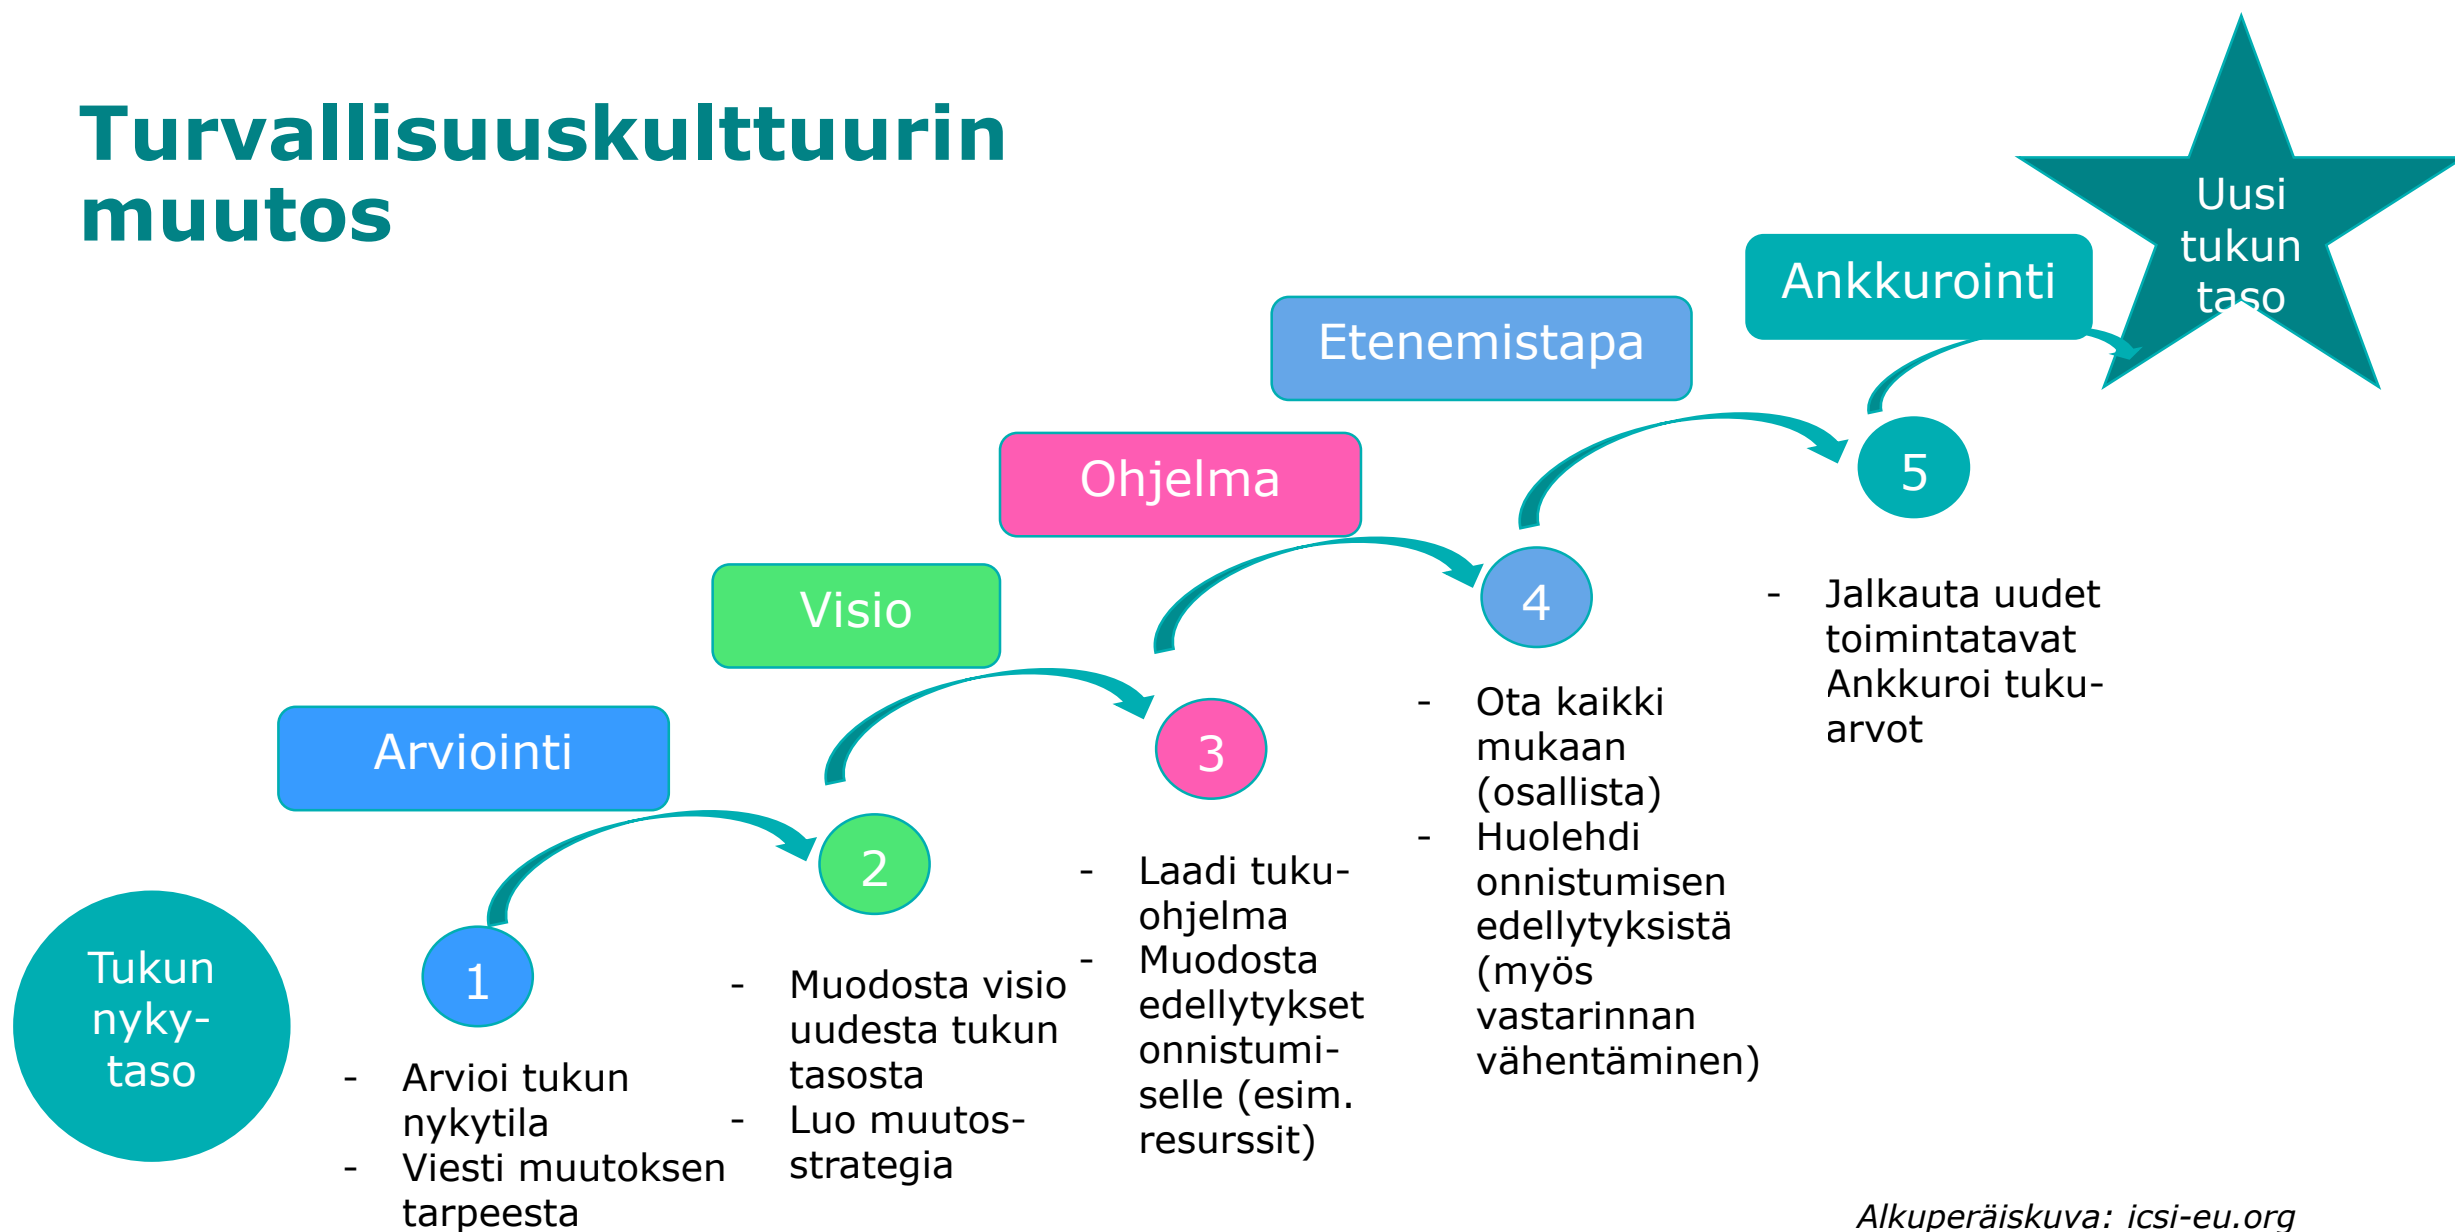 Turvallisuuskulttuurin
muutos
Tukun
nyky-
taso
Arviointi
1
- Arvioi tukun
nykytila
- Viesti muutoksen
tarpeesta
Visio
2
- Muodosta visio
uudesta tukun
tasosta
- Luo muutos-
strategia
Ohjelma
3
- Laadi tuku-
ohjelma
- Muodosta
edellytykset
onnistumi-
selle (esim.
resurssit)
Etenemistapa
4
- Ota kaikki
mukaan
(osallista)
- Huolehdi
onnistumisen
edellytyksistä
(myös
vastarinnan
vähentäminen)
Ankkurointi
5
- Jalkauta uudet
toimintatavat
Ankkuroi tuku-
arvot
Uusi
tukun
taso
Alkuperäiskuva: icsi-eu.org